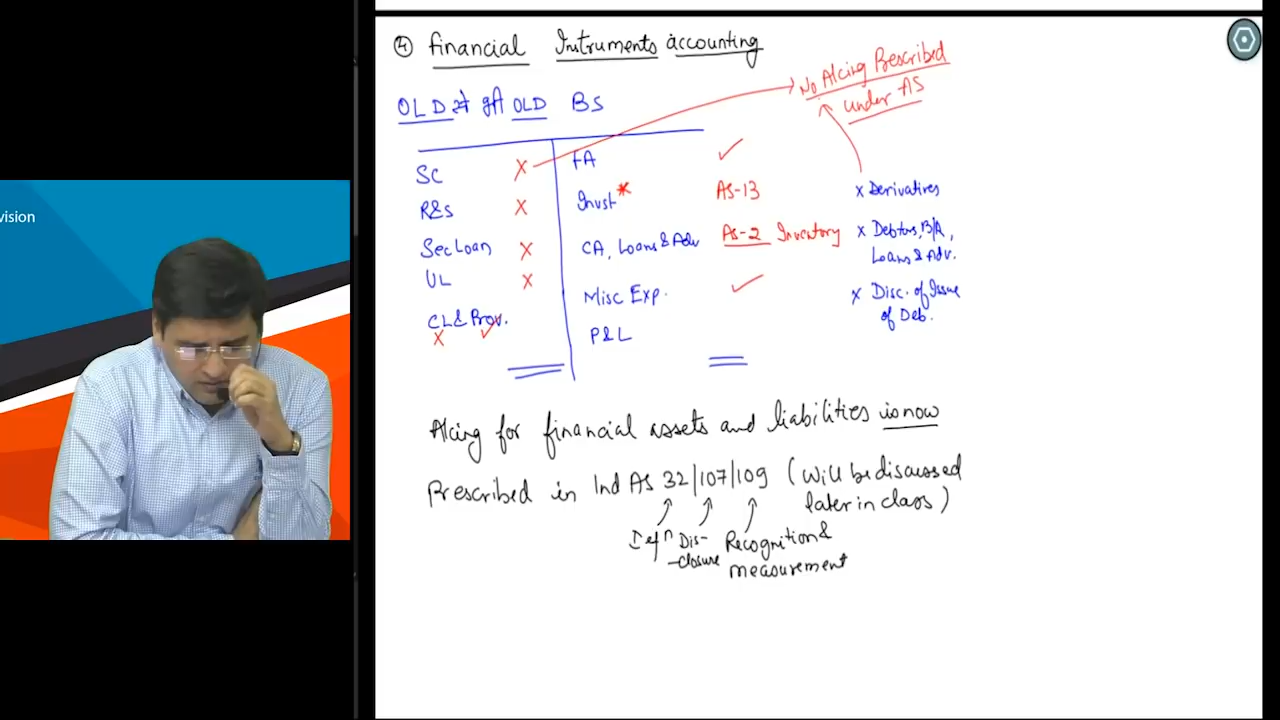 ④ Financial Instruments accounting
OLD से भी OLD BS
No A/cing Prescribed
under AS
SC X
R&S X
Sec Loan X
UL X
CL & Prov.
X ✓
FA ✓
Invst * AS-13
CA, Loans & Adv AS-2 Inventory
Misc Exp. ✓
P&L
x Derivatives
x Debtors, B/R,
Loans & Adv.
x Disc. of Issue
of Deb.
A/cing for financial assets and liabilities is now
Prescribed in Ind AS 32/107/109 (Will be discussed
later in class)
Defn Dis- Recognition &
-closure measurement
vision